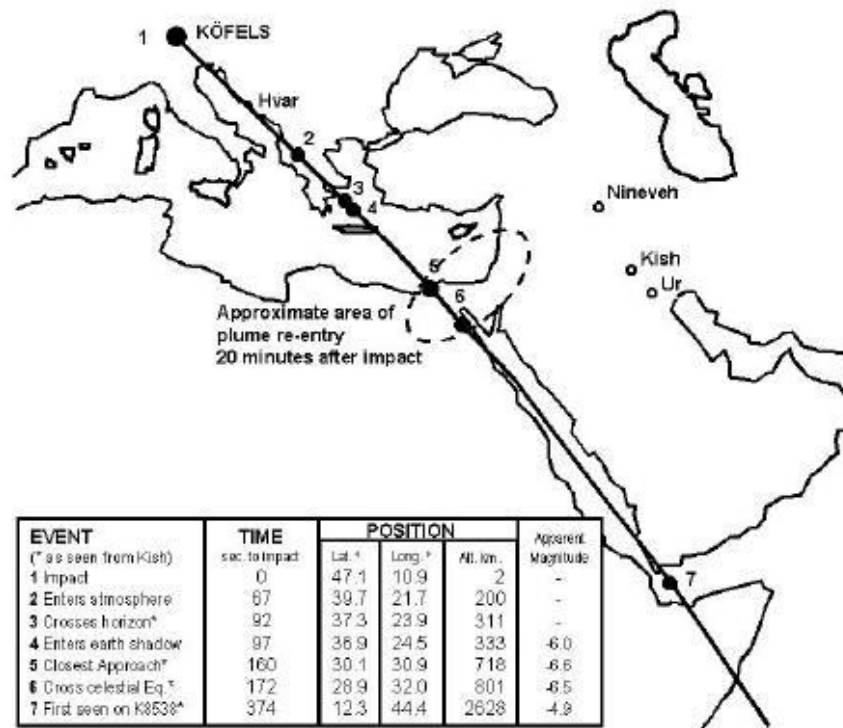 1 KÖFELS
Hvar
2
3
4
Nineveh
Kish
Ur
5
6
Approximate area of
plume re-entry
20 minutes after impact
7
EVENT TIME POSITION Apparent
(* as seen from Kish) sec. to impact Lat. ° Long. ° Alt. km. Magnitude
1 Impact 0 47.1 10.9 2 -
2 Enters atmosphere 67 39.7 21.7 200 -
3 Crosses horizon* 92 37.3 23.9 311 -
4 Enters earth shadow 97 36.9 24.5 333 -6.0
5 Closest Approach* 160 30.1 30.9 718 -6.6
6 Cross celestial Eq.* 172 28.9 32.0 801 -6.5
7 First seen on K8538* 374 12.3 44.4 2628 -4.9